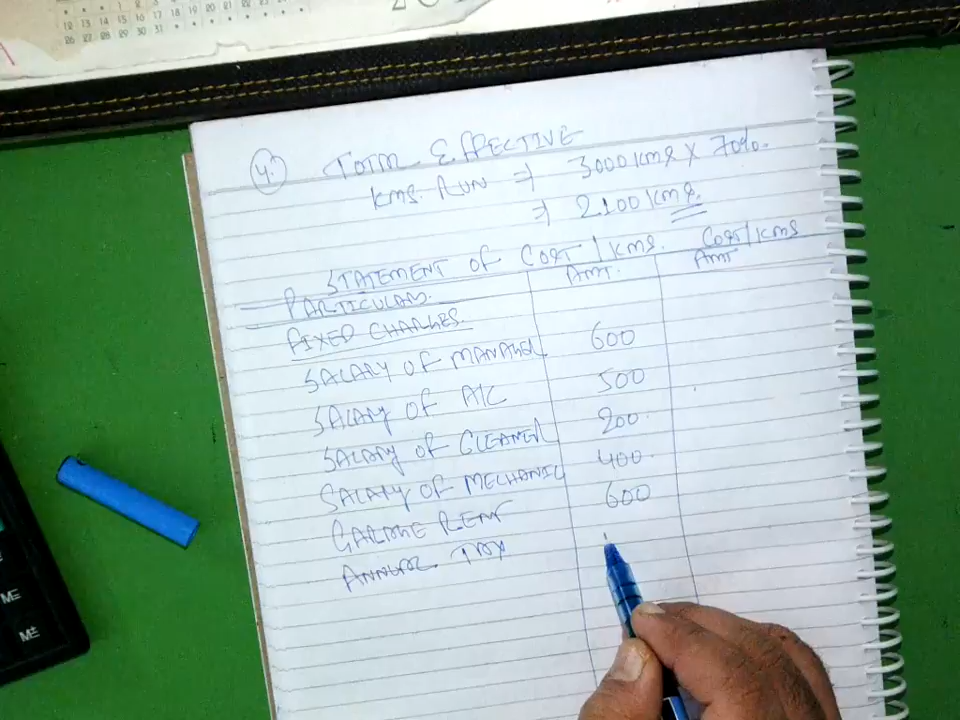 4.) TOTAL EFFECTIVE
KMS. RUN ⇒ 3000 KMS X 70%.
⇒ 2100 KMS.
STATEMENT OF COST / KMS.
PARTICULARS. AMT. COST/KMS AMT
FIXED CHARGES.
SALARY OF MANAGER 600
SALARY OF A/C 500
SALARY OF CLEANER 200.
SALARY OF MECHANIC 400.
GARAGE RENT 600
ANNUAL TAX
M=
M±